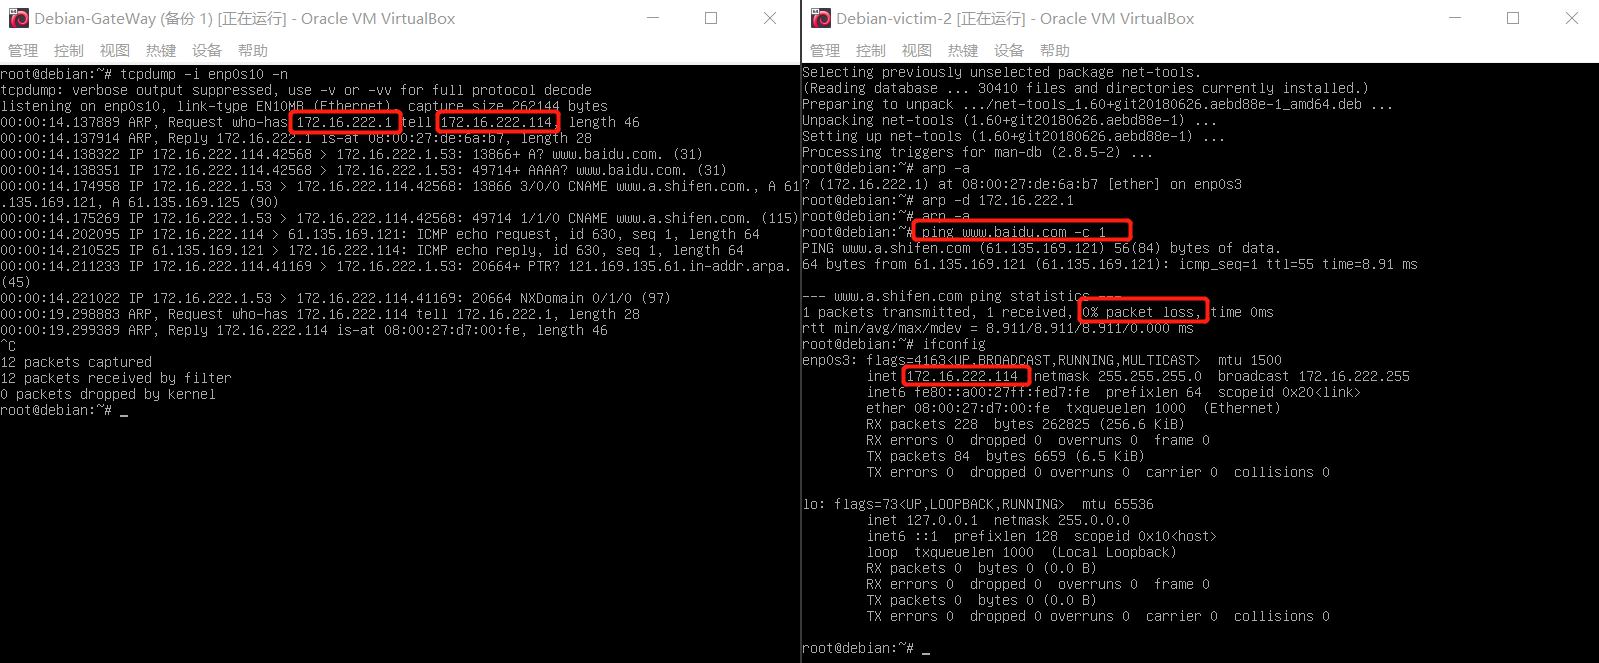 Debian-GateWay (备份 1) [正在运行] - Oracle VM VirtualBox
管理 控制 视图 热键 设备 帮助
root@debian:~# tcpdump -i enp0s10 -n
tcpdump: verbose output suppressed, use -v or -vv for full protocol decode
listening on enp0s10, link-type EN10MB (Ethernet), capture size 262144 bytes
00:00:14.137889 ARP, Request who-has 172.16.222.1 tell 172.16.222.114, length 46
00:00:14.137914 ARP, Reply 172.16.222.1 is-at 08:00:27:de:6a:b7, length 28
00:00:14.138322 IP 172.16.222.114.42568 > 172.16.222.1.53: 13866+ A? www.baidu.com. (31)
00:00:14.138351 IP 172.16.222.114.42568 > 172.16.222.1.53: 49714+ AAAA? www.baidu.com. (31)
00:00:14.174958 IP 172.16.222.1.53 > 172.16.222.114.42568: 13866 3/0/0 CNAME www.a.shifen.com., A 61
.135.169.121, A 61.135.169.125 (90)
00:00:14.175269 IP 172.16.222.1.53 > 172.16.222.114.42568: 49714 1/1/0 CNAME www.a.shifen.com. (115)
00:00:14.202095 IP 172.16.222.114 > 61.135.169.121: ICMP echo request, id 630, seq 1, length 64
00:00:14.210525 IP 61.135.169.121 > 172.16.222.114: ICMP echo reply, id 630, seq 1, length 64
00:00:14.211233 IP 172.16.222.114.41169 > 172.16.222.1.53: 20664+ PTR? 121.169.135.61.in-addr.arpa.
(45)
00:00:14.221022 IP 172.16.222.1.53 > 172.16.222.114.41169: 20664 NXDomain 0/1/0 (97)
00:00:19.298883 ARP, Request who-has 172.16.222.114 tell 172.16.222.1, length 28
00:00:19.299389 ARP, Reply 172.16.222.114 is-at 08:00:27:d7:00:fe, length 46
^C
12 packets captured
12 packets received by filter
0 packets dropped by kernel
root@debian:~# _
Debian-victim-2 [正在运行] - Oracle VM VirtualBox
管理 控制 视图 热键 设备 帮助
Selecting previously unselected package net-tools.
(Reading database ... 30410 files and directories currently installed.)
Preparing to unpack .../net-tools_1.60+git20180626.aebd88e-1_amd64.deb ...
Unpacking net-tools (1.60+git20180626.aebd88e-1) ...
Setting up net-tools (1.60+git20180626.aebd88e-1) ...
Processing triggers for man-db (2.8.5-2) ...
root@debian:~# arp -a
? (172.16.222.1) at 08:00:27:de:6a:b7 [ether] on enp0s3
root@debian:~# arp -d 172.16.222.1
root@debian:~# arp -a
root@debian:~# ping www.baidu.com -c 1
PING www.a.shifen.com (61.135.169.121) 56(84) bytes of data.
64 bytes from 61.135.169.121 (61.135.169.121): icmp_seq=1 ttl=55 time=8.91 ms
--- www.a.shifen.com ping statistics ---
1 packets transmitted, 1 received, 0% packet loss, time 0ms
rtt min/avg/max/mdev = 8.911/8.911/8.911/0.000 ms
root@debian:~# ifconfig
enp0s3: flags=4163<UP,BROADCAST,RUNNING,MULTICAST>  mtu 1500
inet 172.16.222.114  netmask 255.255.255.0  broadcast 172.16.222.255
inet6 fe80::a00:27ff:fed7:fe  prefixlen 64  scopeid 0x20<link>
ether 08:00:27:d7:00:fe  txqueuelen 1000  (Ethernet)
RX packets 228  bytes 262825 (256.6 KiB)
RX errors 0  dropped 0  overruns 0  frame 0
TX packets 84  bytes 6659 (6.5 KiB)
TX errors 0  dropped 0 overruns 0  carrier 0  collisions 0
lo: flags=73<UP,LOOPBACK,RUNNING>  mtu 65536
inet 127.0.0.1  netmask 255.0.0.0
inet6 ::1  prefixlen 128  scopeid 0x10<host>
loop  txqueuelen 1000  (Local Loopback)
RX packets 0  bytes 0 (0.0 B)
RX errors 0  dropped 0  overruns 0  frame 0
TX packets 0  bytes 0 (0.0 B)
TX errors 0  dropped 0 overruns 0  carrier 0  collisions 0
root@debian:~# _